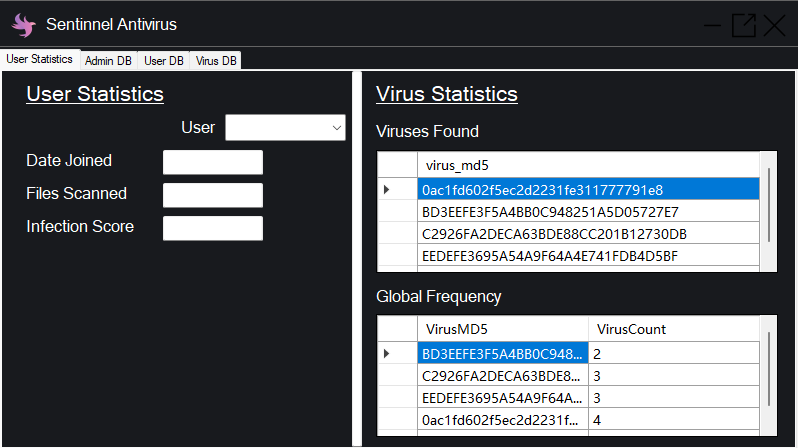 Sentinnel Antivirus
User Statistics Admin DB User DB Virus DB
User Statistics
User
Date Joined
Files Scanned
Infection Score
Virus Statistics
Viruses Found
virus_md5
0ac1fd602f5ec2d2231fe311777791e8
BD3EEFE3F5A4BB0C948251A5D05727E7
C2926FA2DECA63BDE88CC201B12730DB
EEDEFE3695A54A9F64A4E741FDB4D5BF
Global Frequency
VirusMD5 VirusCount
BD3EEFE3F5A4BB0C948... 2
C2926FA2DECA63BDE8... 3
EEDEFE3695A54A9F64A... 3
0ac1fd602f5ec2d2231f... 4